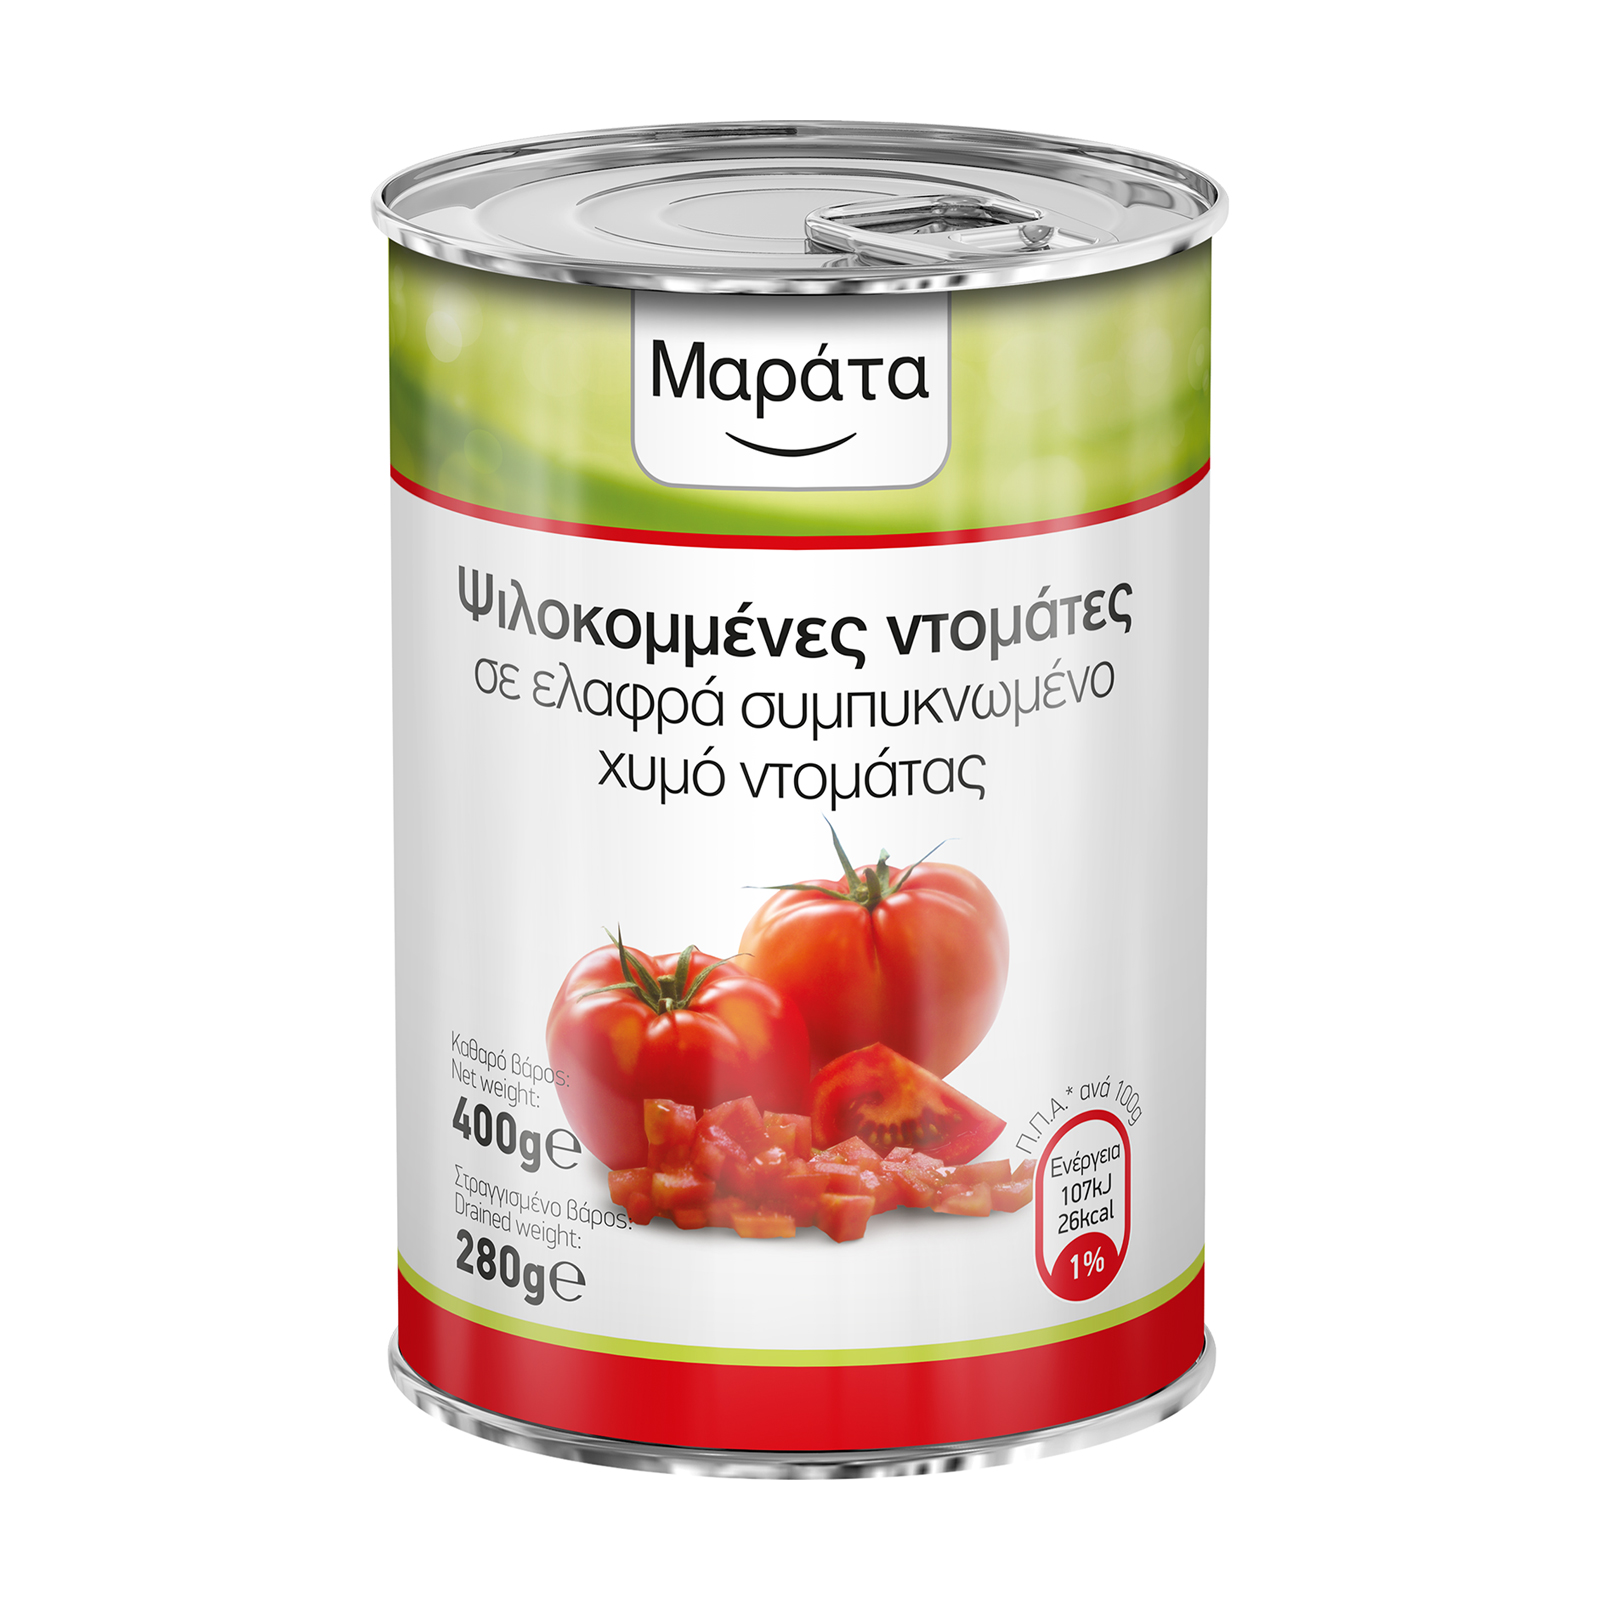 Μαράτα
Ψιλοκομμένες ντομάτες
σε ελαφρά συμπυκνωμένο
χυμό ντομάτας
Καθαρό βάρος:
Net weight:
400g℮
Στραγγισμένο βάρος:
Drained weight:
280g℮
Π.Π.Α.* ανά 100g
Ενέργεια
107kJ
26kcal
1%